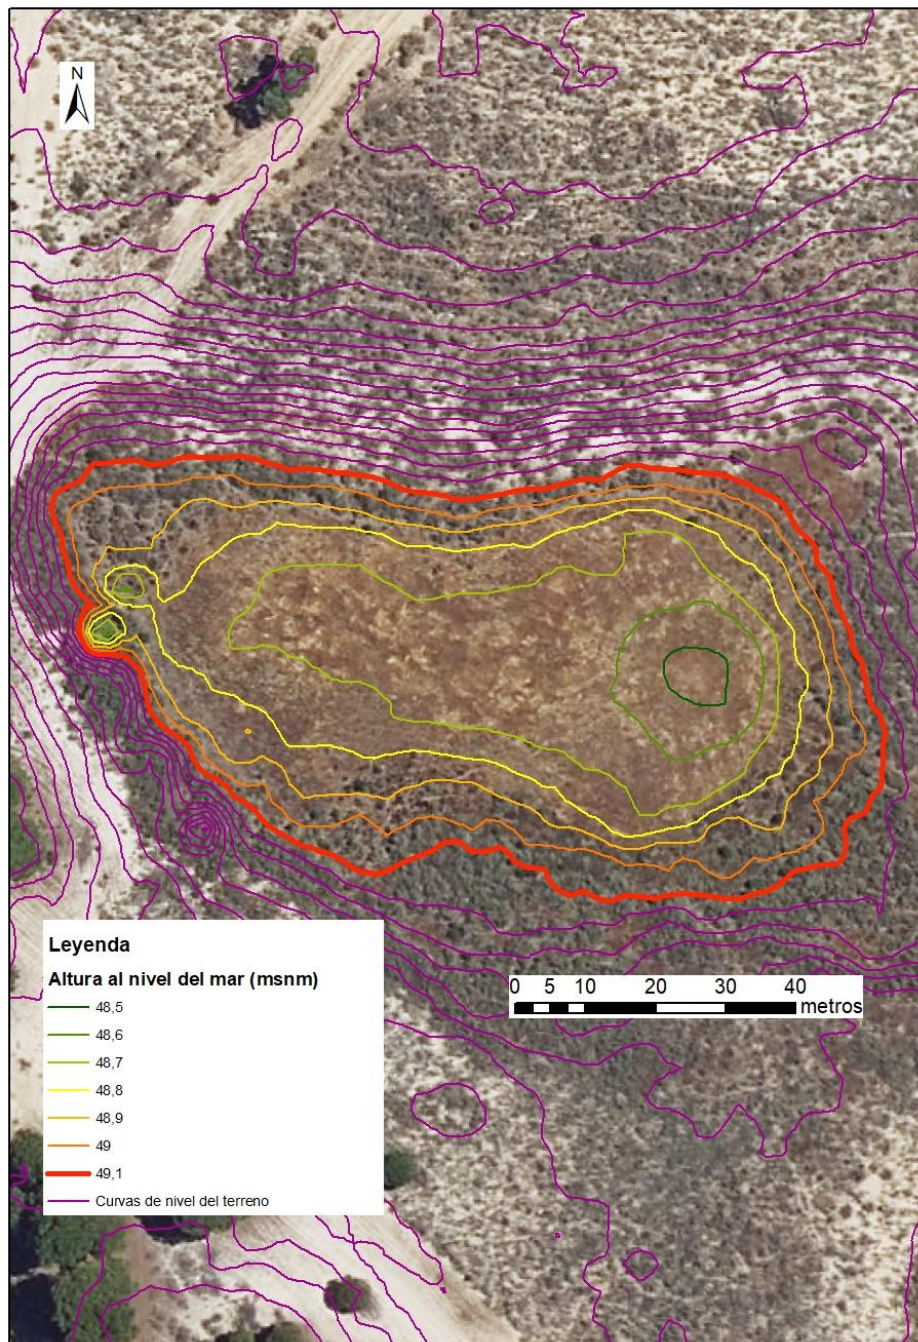 N
Leyenda
Altura al nivel del mar (msnm)
48,5
48,6
48,7
48,8
48,9
49
49,1
Curvas de nivel del terreno
0 5 10 20 30 40
metros